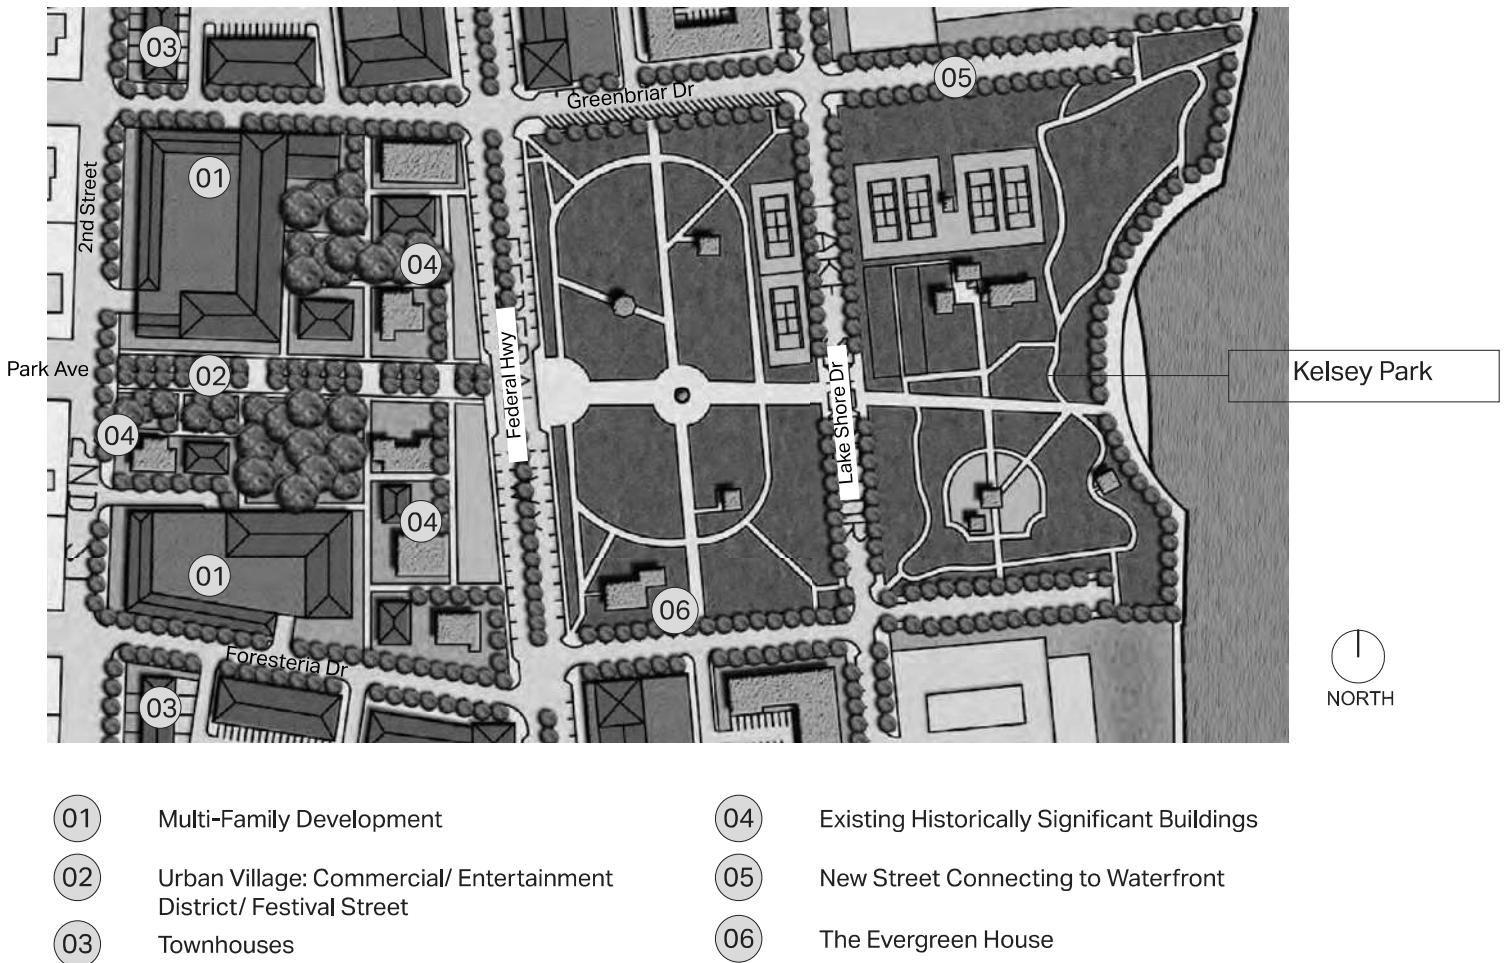 03
05
Greenbriar Dr
01
2nd Street
04
Park Ave
02
Federal Hwy
Lake Shore Dr
Kelsey Park
04
04
2ND
01
06
Foresteria Dr
03
NORTH
01 Multi-Family Development
02 Urban Village: Commercial/ Entertainment
District/ Festival Street
03 Townhouses
04 Existing Historically Significant Buildings
05 New Street Connecting to Waterfront
06 The Evergreen House